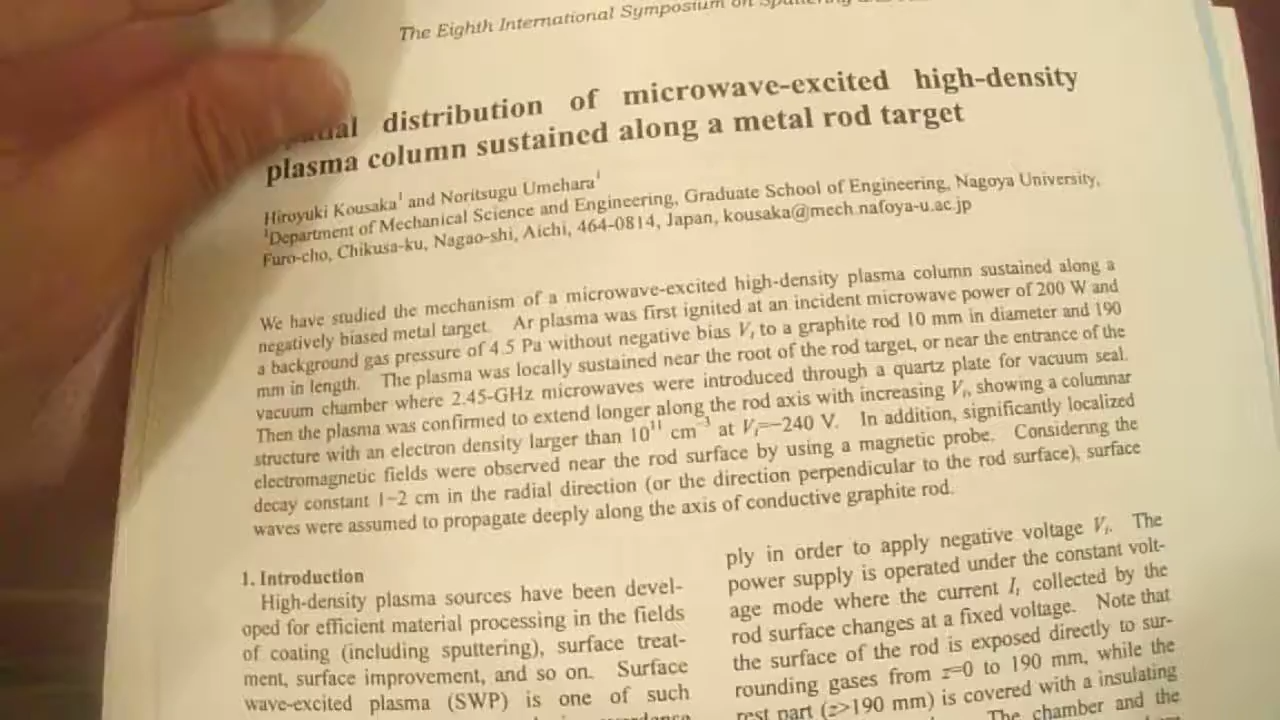 The Eighth International Symposium on Sputtering
distribution of microwave-excited high-density
plasma column sustained along a metal rod target
Hiroyuki Kousaka¹ and Noritsugu Umehara¹
¹Department of Mechanical Science and Engineering, Graduate School of Engineering, Nagoya University,
Furo-cho, Chikusa-ku, Nagao-shi, Aichi, 464-0814, Japan, kousaka@mech.nafoya-u.ac.jp
We have studied the mechanism of a microwave-excited high-density plasma column sustained along a
negatively biased metal target. Ar plasma was first ignited at an incident microwave power of 200 W and
a background gas pressure of 4.5 Pa without negative bias Vₜ to a graphite rod 10 mm in diameter and 190
mm in length. The plasma was locally sustained near the root of the rod target, or near the entrance of the
vacuum chamber where 2.45-GHz microwaves were introduced through a quartz plate for vacuum seal.
Then the plasma was confirmed to extend longer along the rod axis with increasing Vₜ, showing a columnar
structure with an electron density larger than 10¹¹ cm⁻³ at Vₜ=−240 V. In addition, significantly localized
electromagnetic fields were observed near the rod surface by using a magnetic probe. Considering the
decay constant 1−2 cm in the radial direction (or the direction perpendicular to the rod surface), surface
waves were assumed to propagate deeply along the axis of conductive graphite rod.
1. Introduction
High-density plasma sources have been devel-
oped for efficient material processing in the fields
of coating (including sputtering), surface treat-
ment, surface improvement, and so on. Surface
wave-excited plasma (SWP) is one of such
ply in order to apply negative voltage Vₜ. The
power supply is operated under the constant volt-
age mode where the current Iₜ collected by the
rod surface changes at a fixed voltage. Note that
the surface of the rod is exposed directly to sur-
rounding gases from z=0 to 190 mm, while the
rest part (z>190 mm) is covered with a insulating
The chamber and the